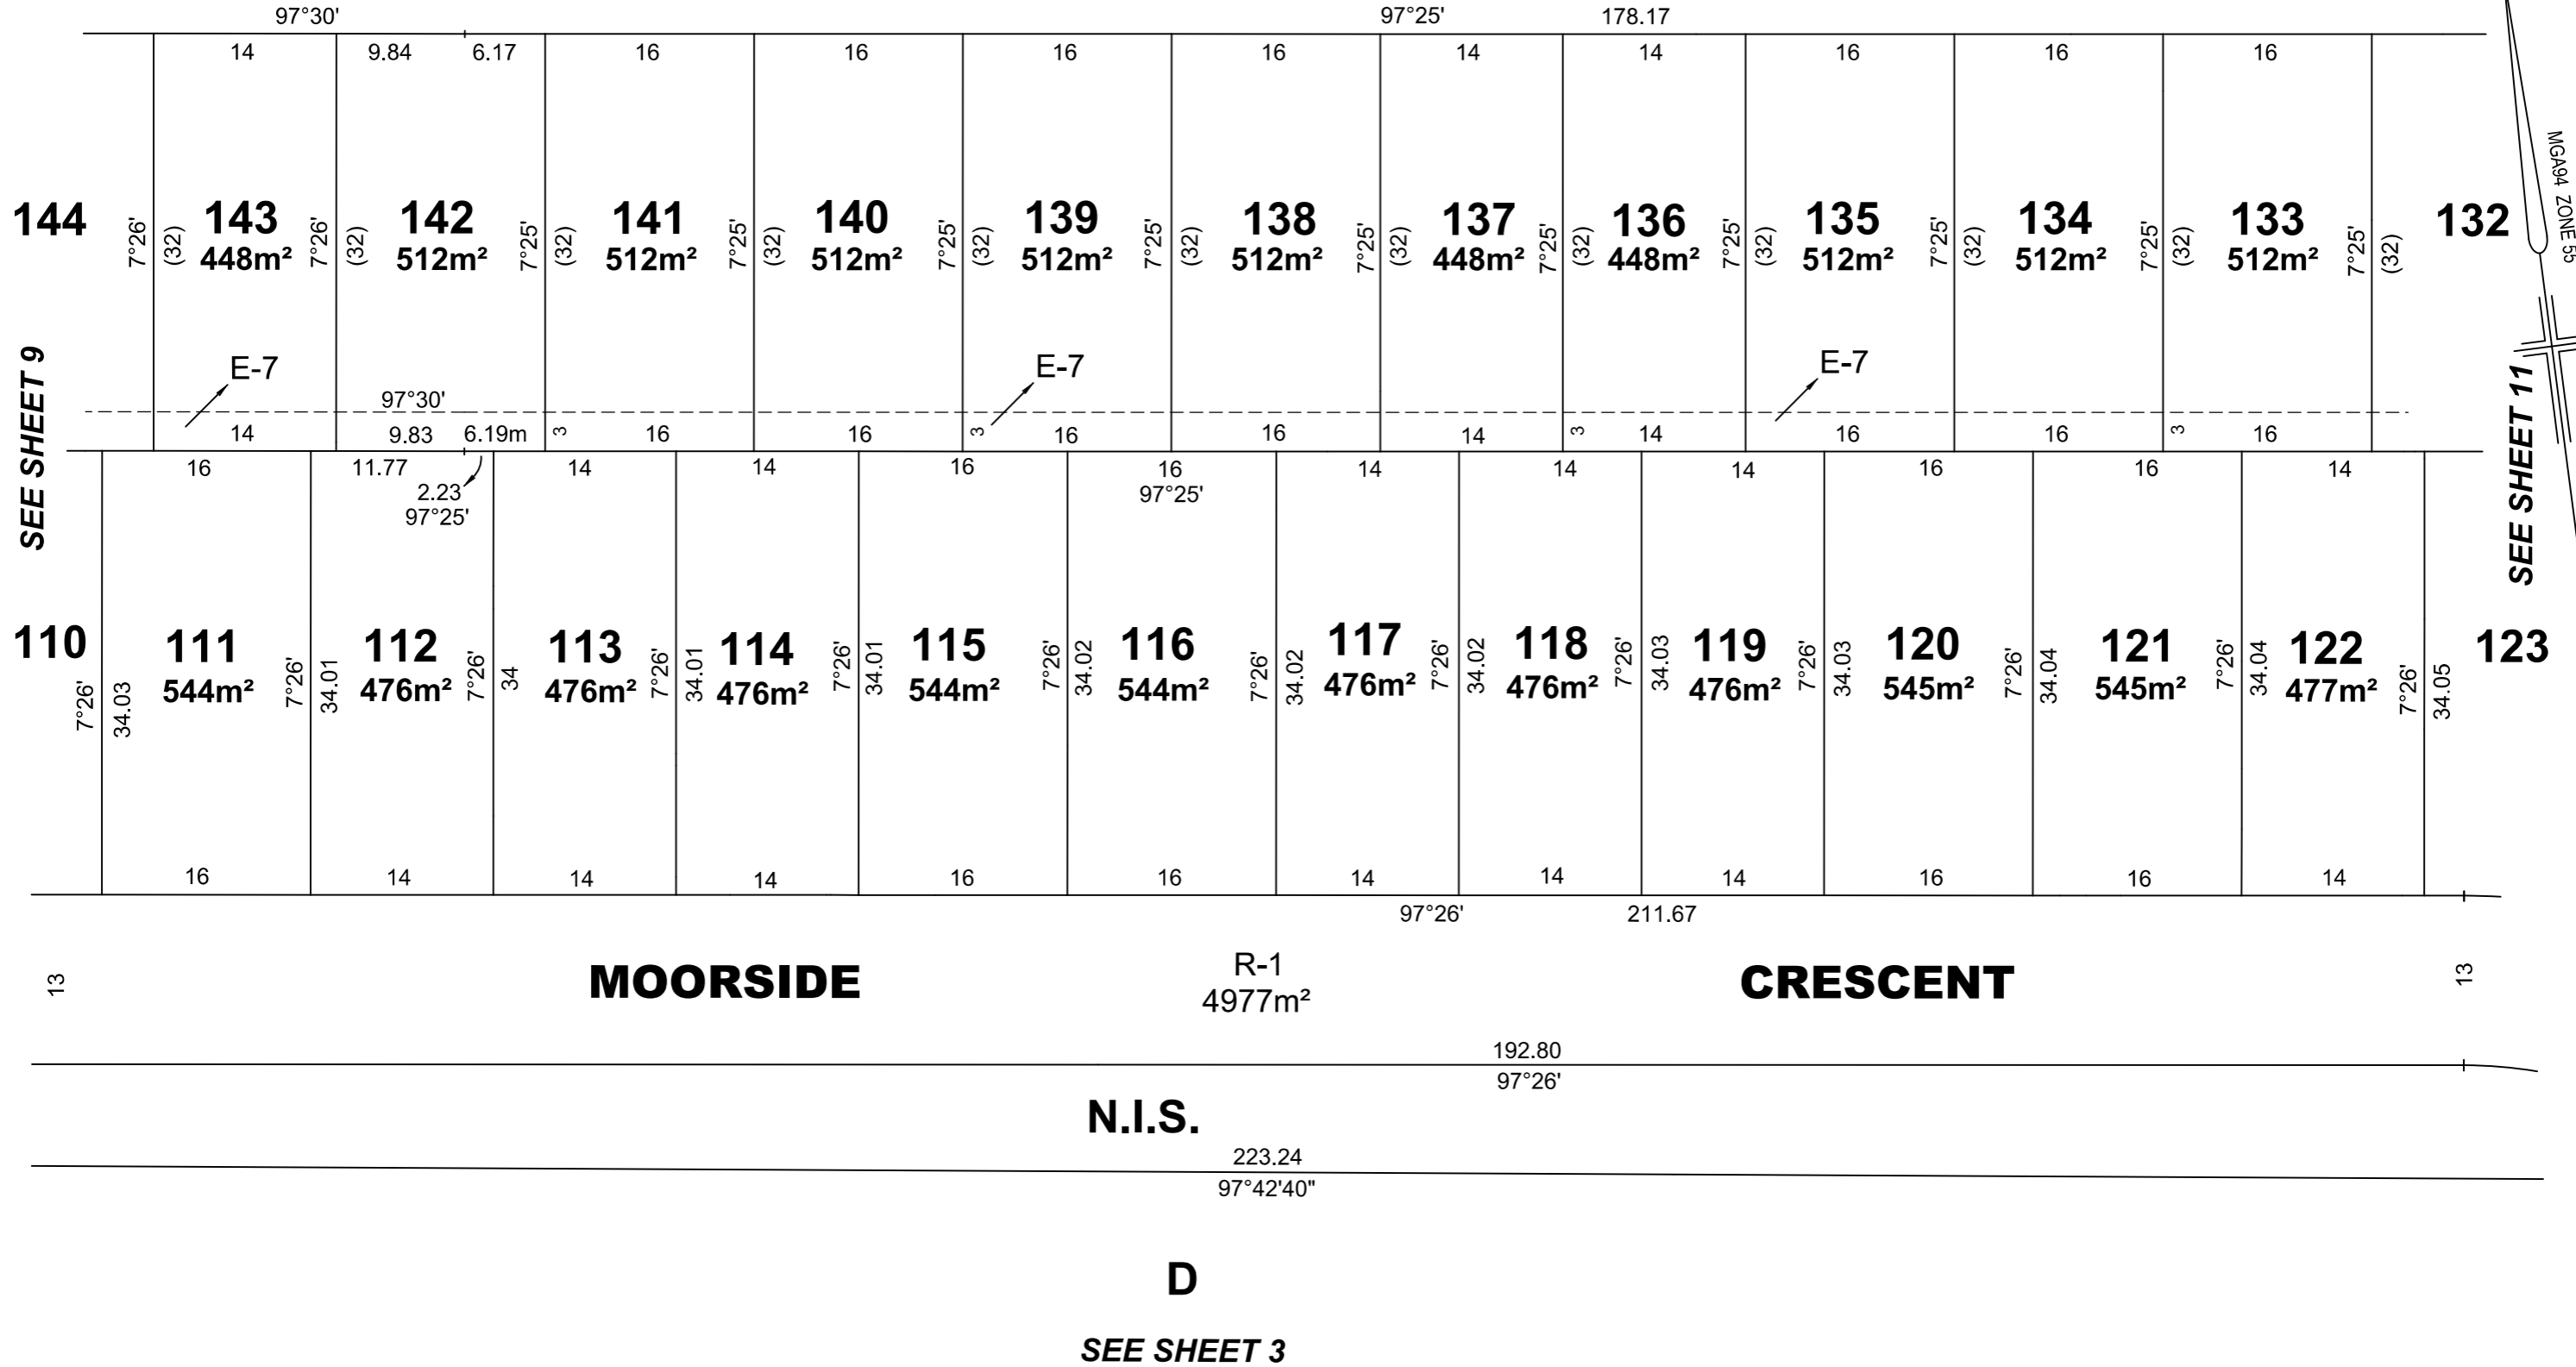 97°30' 97°25' 178.17
14 9.84 6.17 16 16 16 16 14 14 16 16 16
MGA94 ZONE 55
144 143 142 141 140 139 138 137 136 135 134 133 132
448m² 512m² 512m² 512m² 512m² 512m² 448m² 448m² 512m² 512m² 512m²
7°26' (32) 7°26' (32) 7°25' (32) 7°25' (32) 7°25' (32) 7°25' (32) 7°25' (32) 7°25' (32) 7°25' (32) 7°25' (32) 7°25' (32) 7°25' (32)
E-7 E-7 E-7
SEE SHEET 9
SEE SHEET 11
97°30'
14 9.83 6.19m 3 16 16 3 16 16 14 3 14 16 16 3 16
16 11.77 14 14 16 16 14 14 14 16 16 14
2.23
97°25'
97°25'
110 111 112 113 114 115 116 117 118 119 120 121 122 123
544m² 476m² 476m² 476m² 544m² 544m² 476m² 476m² 476m² 545m² 545m² 477m²
7°26' 34.03 7°26' 34.01 7°26' 34 7°26' 34.01 7°26' 34.01 7°26' 34.02 7°26' 34.02 7°26' 34.02 7°26' 34.03 7°26' 34.03 7°26' 34.04 7°26' 34.04 7°26' 34.05
16 14 14 14 16 16 14 14 14 16 16 14
97°26' 211.67
13 MOORSIDE R-1 CRESCENT 13
4977m²
192.80
97°26'
N.I.S.
223.24
97°42'40"
D
SEE SHEET 3